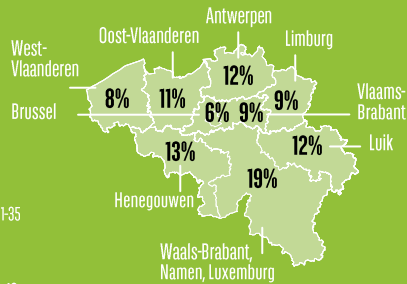 Antwerpen
Oost-Vlaanderen
Limburg
West-
Vlaanderen
12%
8%
11%
9%
Vlaams-
Brabant
Brussel
6%
9%
Luik
13%
12%
19%
Henegouwen
1-35
Waals-Brabant,
Namen, Luxemburg